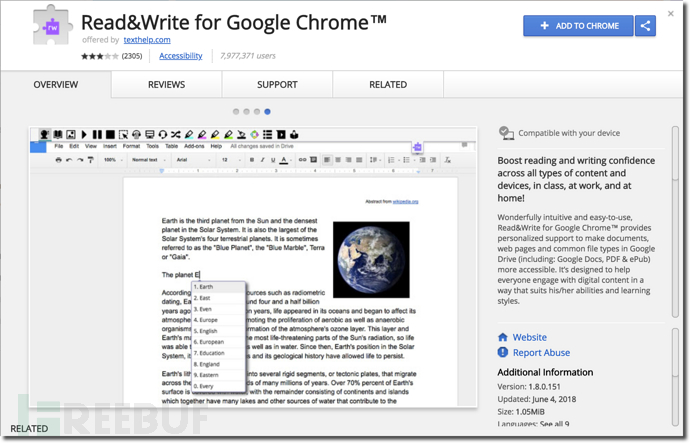 Read&Write for Google Chrome™
offered by texthelp.com
(2305)
Accessibility
7,977,371 users
ADD TO CHROME
OVERVIEW
REVIEWS
SUPPORT
RELATED
rw
File Edit View Insert Format Tools Table Add-ons Help All changes saved in Drive
100% Normal text Arial 12
Abstract from wikipedia.org
Earth is the third planet from the Sun and the densest
planet in the Solar System. It is also the largest of the
Solar System's four terrestrial planets. It is sometimes
referred to as the "Blue Planet", the "Blue Marble", Terra
or "Gaia".
The planet E
1. Earth
2. East
3. Even
4. Europe
5. English
6. European
7. Education
8. England
9. Eastern
0. Every
According
sources such as radiometric
dating, Ea
und four and a half billion
years ago
n years, life appeared in its oceans and began to affect its
atmosphe
moting the proliferation of aerobic as well as anaerobic
organism
rmation of the atmosphere's ozone layer. This layer and
Earth's m
e most life-threatening parts of the Sun's radiation, so life
was able
well as in water. Since then, Earth's position in the Solar
System, it
s and its geological history have allowed life to persist.
Earth's lith
into several rigid segments, or tectonic plates, that migrate
across the
ds of many millions of years. Over 70% percent of Earth's
surface is
with the remainder consisting of continents and islands
which together have many lakes and other sources of water that contribute to the
Compatible with your device
Boost reading and writing confidence
across all types of content and
devices, in class, at work, and at
home!
Wonderfully intuitive and easy-to-use,
Read&Write for Google Chrome™ provides
personalized support to make documents,
web pages and common file types in Google
Drive (including: Google Docs, PDF & ePub)
more accessible. It's designed to help
everyone engage with digital content in a
way that suits his/her abilities and learning
styles.
Website
Report Abuse
Additional Information
Version: 1.8.0.151
Updated: June 4, 2018
Size: 1.05MiB
Languages: See all 9
RELATED
REEBUF